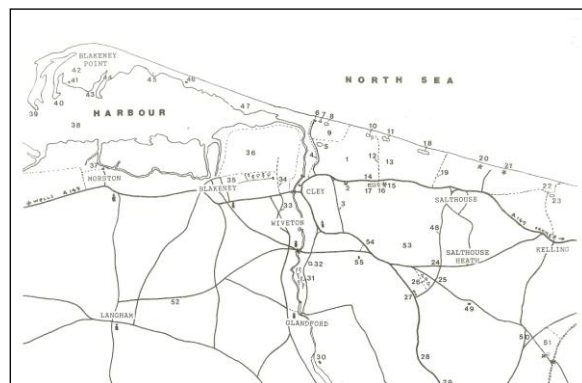 BLAKENEY
POINT
NORTH SEA
42
41
44
45
46
43
40
47
39
HARBOUR
38
6 7 8
9
10
11
5
4
12
13
1
18
20
21
36
37
35
34
14
2
17 16 15
19
22
23
MORSTON
WELLS A 149
BLAKENEY
CLEY
33
3
SALTHOUSE
WIVETON
48
54
53
SALTHOUSE
HEATH
KELLING
32
55
24
31
26
25
27
52
49
LANGHAM
GLANDFORD
50
51
30
28
29